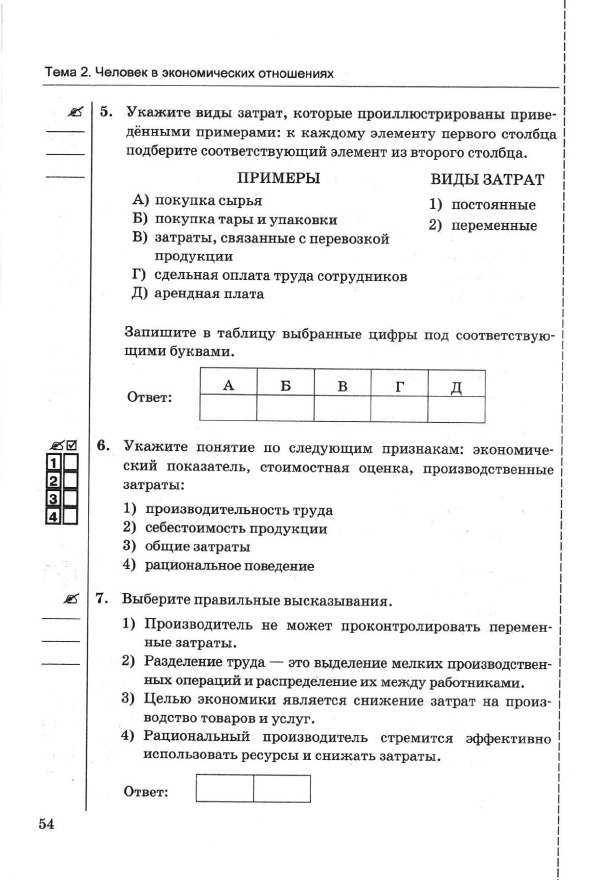 Тема 2. Человек в экономических отношениях
5. Укажите виды затрат, которые проиллюстрированы приве-
дёнными примерами: к каждому элементу первого столбца
подберите соответствующий элемент из второго столбца.
ПРИМЕРЫ
А) покупка сырья
Б) покупка тары и упаковки
В) затраты, связанные с перевозкой
продукции
Г) сдельная оплата труда сотрудников
Д) арендная плата
ВИДЫ ЗАТРАТ
1) постоянные
2) переменные
Запишите в таблицу выбранные цифры под соответствую-
щими буквами.
Ответ:
А Б В Г Д
6. Укажите понятие по следующим признакам: экономиче-
ский показатель, стоимостная оценка, производственные
затраты:
1
2
3
4
1) производительность труда
2) себестоимость продукции
3) общие затраты
4) рациональное поведение
7. Выберите правильные высказывания.
1) Производитель не может проконтролировать перемен-
ные затраты.
2) Разделение труда — это выделение мелких производствен-
ных операций и распределение их между работниками.
3) Целью экономики является снижение затрат на произ-
водство товаров и услуг.
4) Рациональный производитель стремится эффективно
использовать ресурсы и снижать затраты.
Ответ:
54